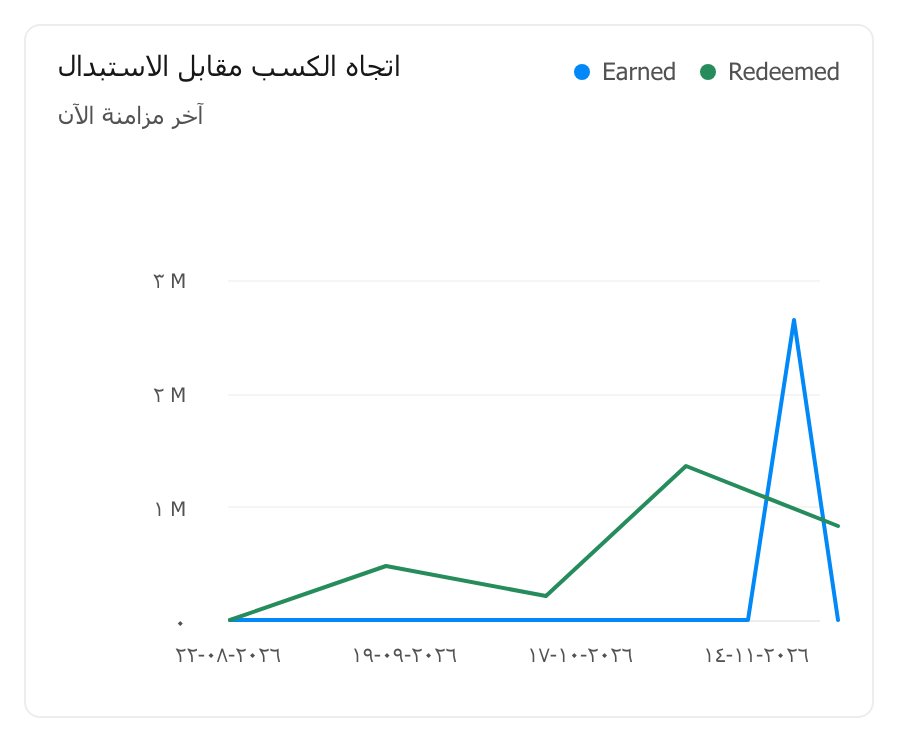 اتجاه الكسب مقابل الاستبدال
آخر مزامنة الآن
Earned
Redeemed
٣ M
٢ M
١ M
٠
٢٢-٠٨-٢٠٢٦
١٩-٠٩-٢٠٢٦
١٧-١٠-٢٠٢٦
١٤-١١-٢٠٢٦